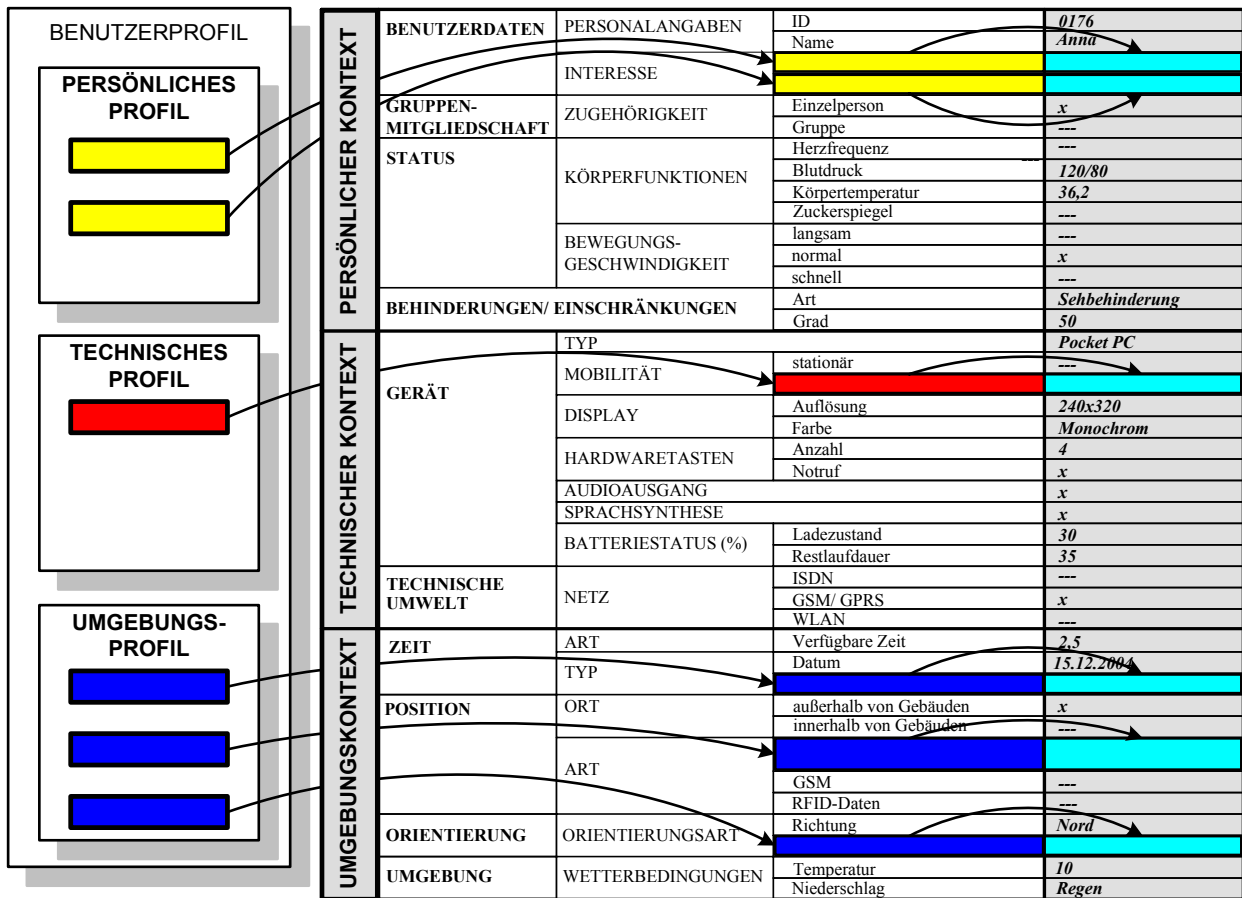 BENUTZERPROFIL
PERSÖNLICHES
PROFIL
TECHNISCHES
PROFIL
UMGEBUNGS-
PROFIL
PERSÖNLICHER KONTEXT
BENUTZERDATEN
PERSONALANGABEN
ID
0176
Name
Anna
INTERESSE
GRUPPEN-
MITGLIEDSCHAFT
ZUGEHÖRIGKEIT
Einzelperson
x
Gruppe
---
STATUS
KÖRPERFUNKTIONEN
Herzfrequenz
---
---
Blutdruck
120/80
Körpertemperatur
36,2
Zuckerspiegel
---
BEWEGUNGS-
GESCHWINDIGKEIT
langsam
---
normal
x
schnell
---
BEHINDERUNGEN/ EINSCHRÄNKUNGEN
Art
Sehbehinderung
Grad
50
TECHNISCHER KONTEXT
GERÄT
TYP
Pocket PC
MOBILITÄT
stationär
---
DISPLAY
Auflösung
240x320
Farbe
Monochrom
HARDWARETASTEN
Anzahl
4
Notruf
x
AUDIOAUSGANG
x
SPRACHSYNTHESE
x
BATTERIESTATUS (%)
Ladezustand
30
Restlaufdauer
35
TECHNISCHE
UMWELT
NETZ
ISDN
---
GSM/ GPRS
x
WLAN
---
UMGEBUNGSKONTEXT
ZEIT
ART
Verfügbare Zeit
2,5
TYP
Datum
15.12.2004
POSITION
ORT
außerhalb von Gebäuden
x
innerhalb von Gebäuden
---
ART
GSM
---
RFID-Daten
---
ORIENTIERUNG
ORIENTIERUNGSART
Richtung
Nord
UMGEBUNG
WETTERBEDINGUNGEN
Temperatur
10
Niederschlag
Regen